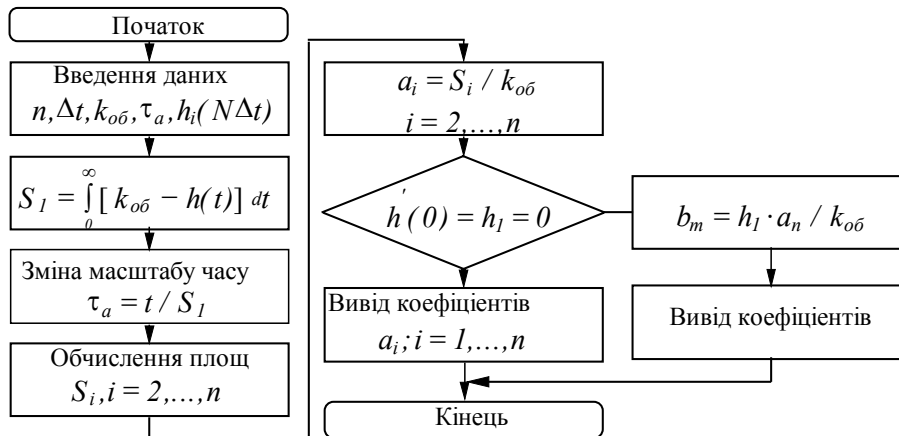 Початок
Введення даних
n, Δt, k_об, τ_a, h_i(NΔt)
S_1 = ∫_0^∞ [k_об − h(t)] dt
Зміна масштабу часу
τ_a = t / S_1
Обчислення площ
S_i, i = 2,...,n
a_i = S_i / k_об
i = 2,...,n
h'(0) = h_1 = 0
Вивід коефіцієнтів
a_i; i = 1,...,n
b_m = h_1 · a_n / k_об
Вивід коефіцієнтів
Кінець